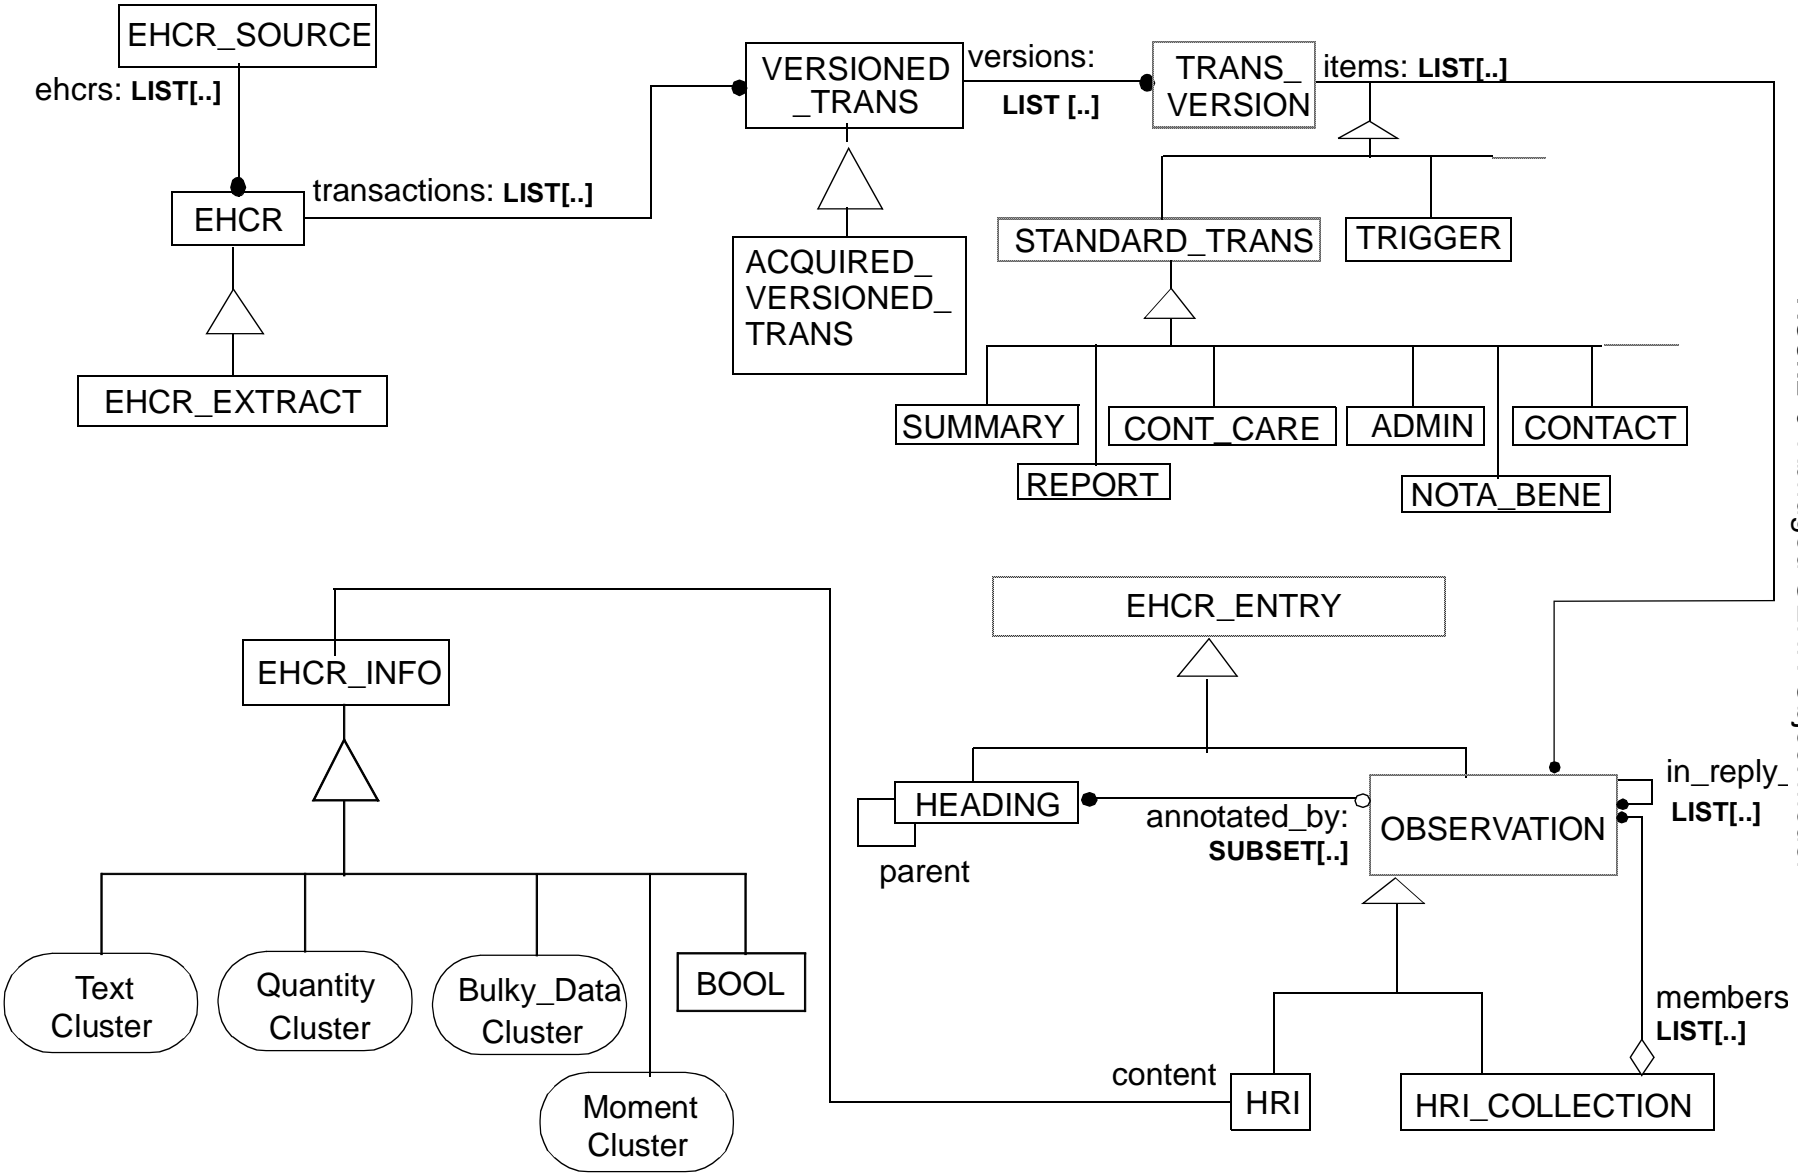 EHCR_SOURCE
ehcrs: LIST[..]
EHCR
transactions: LIST[..]
EHCR_EXTRACT
VERSIONED
_TRANS
versions:
LIST [..]
TRANS_
VERSION
items: LIST[..]
ACQUIRED_
VERSIONED_
TRANS
STANDARD_TRANS
TRIGGER
SUMMARY
CONT_CARE
ADMIN
CONTACT
REPORT
NOTA_BENE
EHCR_ENTRY
EHCR_INFO
HEADING
parent
annotated_by:
SUBSET[..]
OBSERVATION
in_reply_
LIST[..]
Text
Cluster
Quantity
Cluster
Bulky_Data
Cluster
BOOL
Moment
Cluster
members
LIST[..]
content
HRI
HRI_COLLECTION